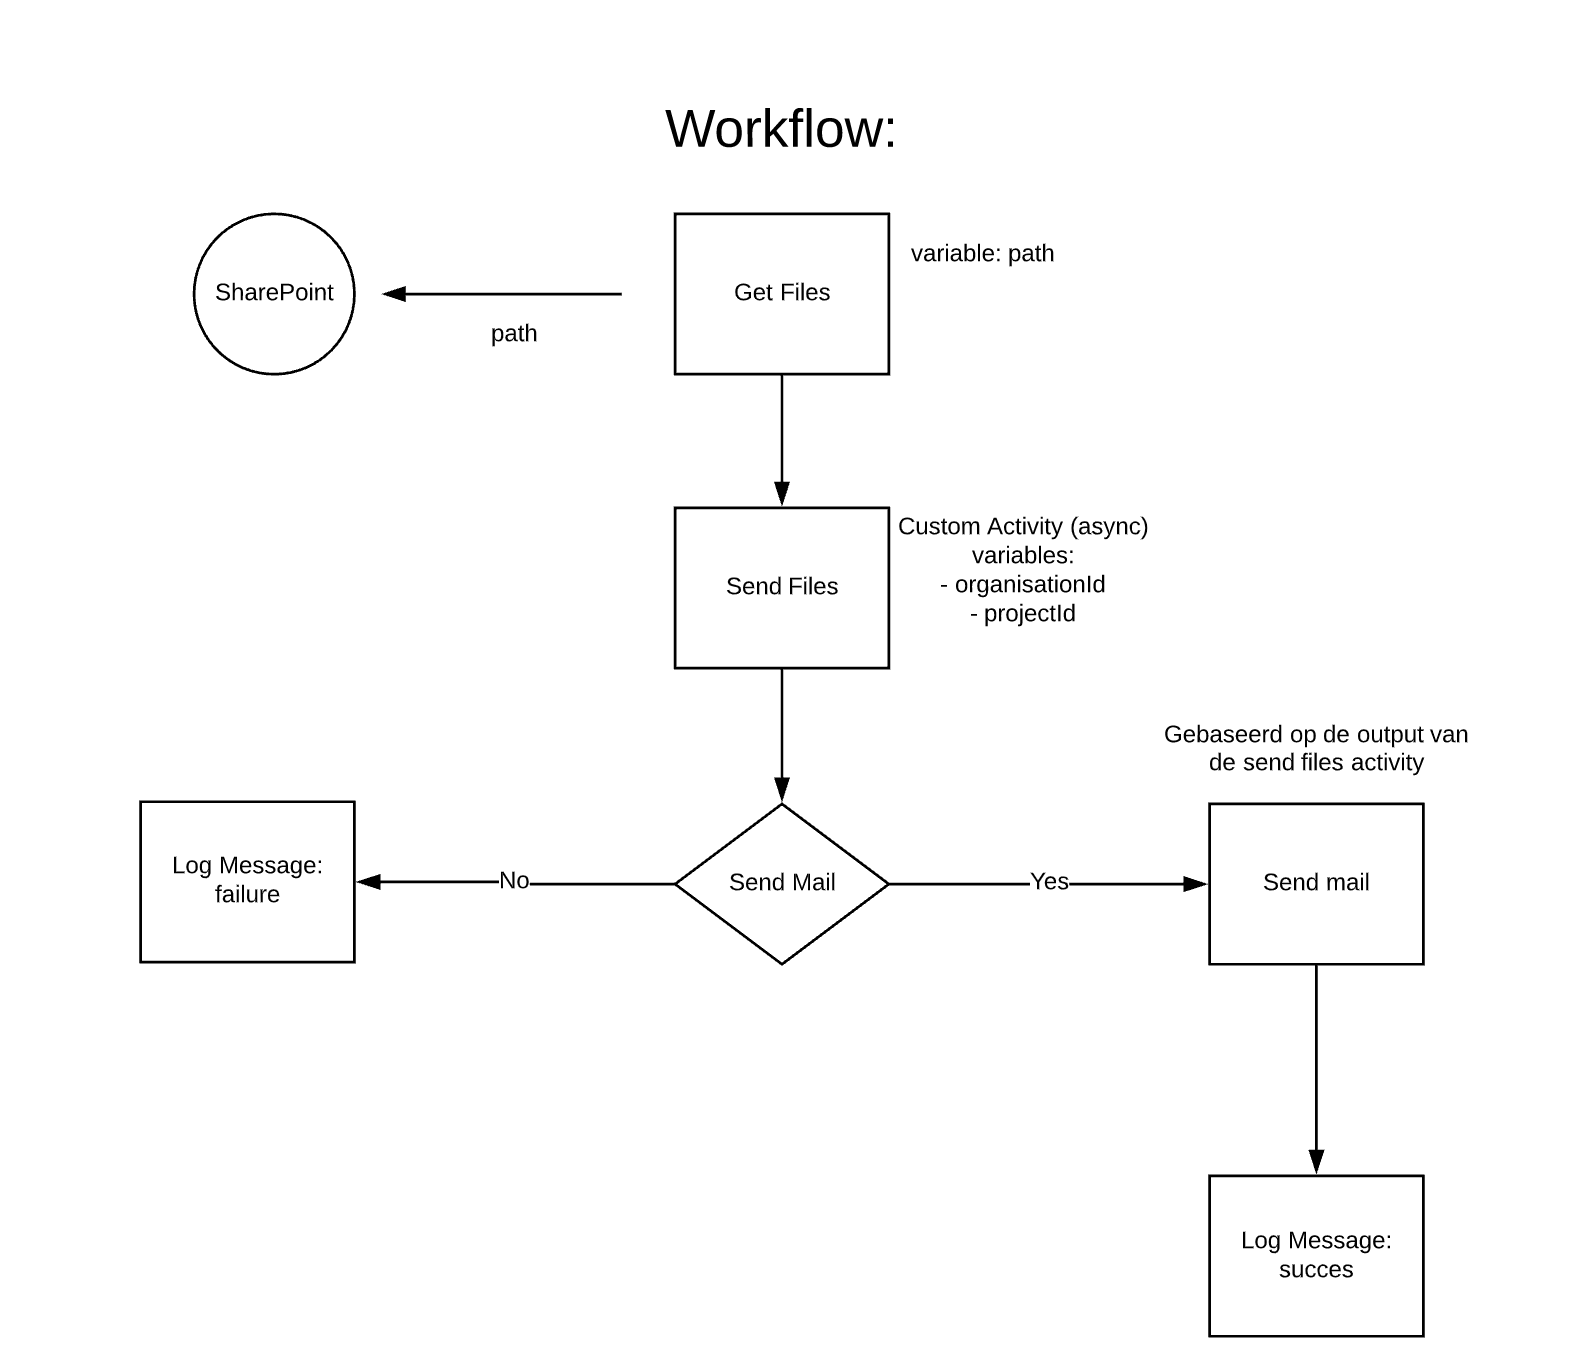 Workflow:
SharePoint
path
Get Files
variable: path
Send Files
Custom Activity (async)
variables:
- organisationId
- projectId
Gebaseerd op de output van
de send files activity
Log Message:
failure
No
Send Mail
Yes
Send mail
Log Message:
succes